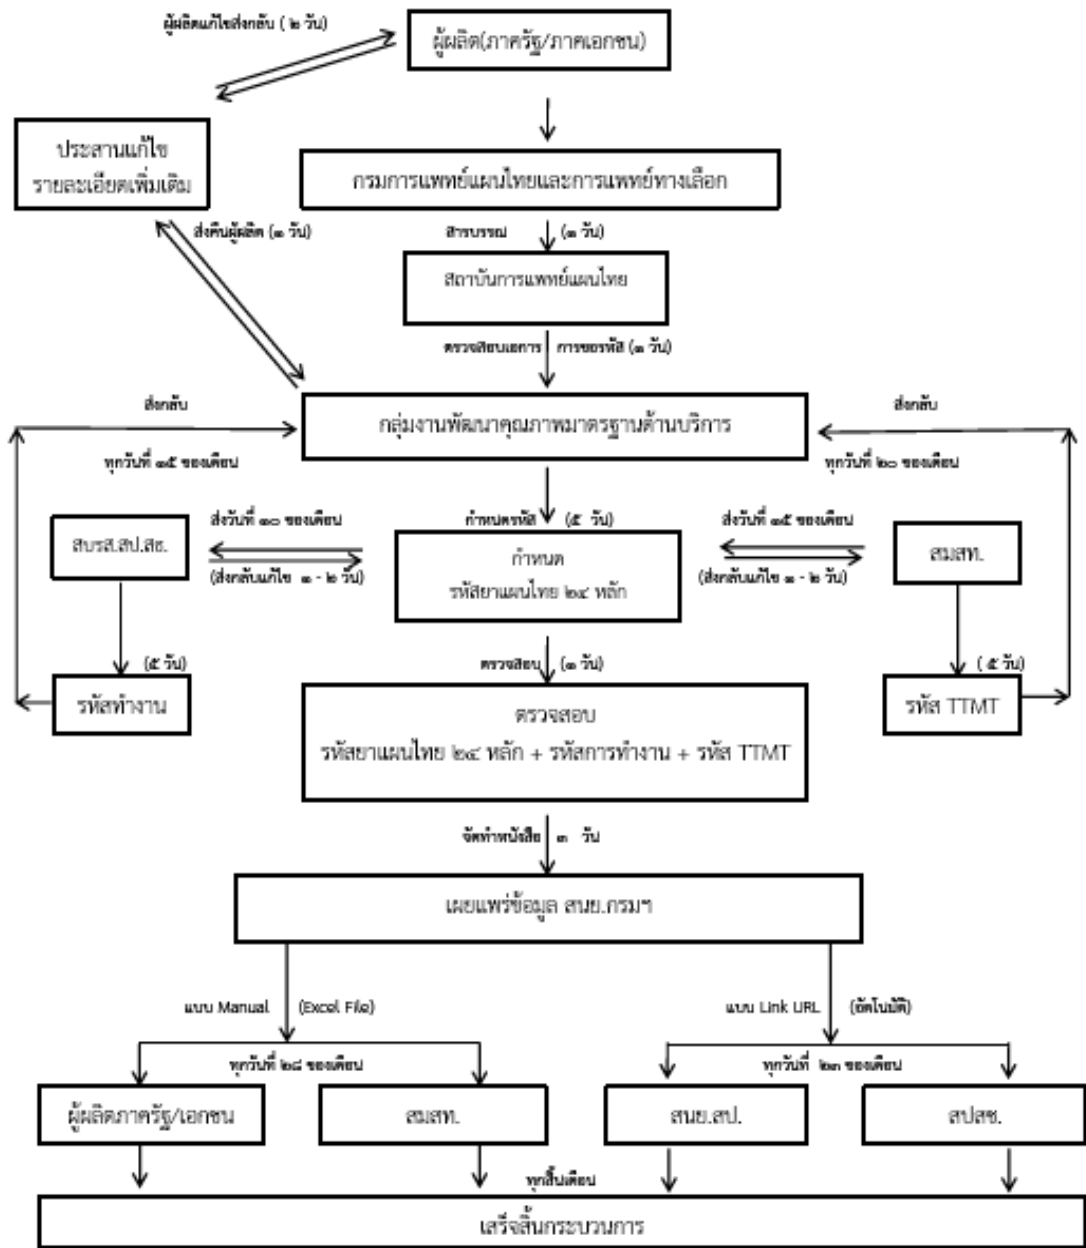 ผู้ผลิตแก้ไขส่งกลับ ( ๒ วัน)
ผู้ผลิต(ภาครัฐ/ภาคเอกชน)
ประสานแก้ไข
รายละเอียดเพิ่มเติม
กรมการแพทย์แผนไทยและการแพทย์ทางเลือก
ส่งคืนผู้ผลิต (๑ วัน)
สารบรรณ (๑ วัน)
สถาบันการแพทย์แผนไทย
ตรวจสอบเอการ การขอรหัส (๑ วัน)
ส่งกลับ
ส่งกลับ
กลุ่มงานพัฒนาคุณภาพมาตรฐานด้านบริการ
ทุกวันที่ ๑๕ ของเดือน
ทุกวันที่ ๒๐ ของเดือน
ส่งวันที่ ๑๐ ของเดือน
กำหนดรหัส (๕ วัน)
ส่งวันที่ ๑๕ ของเดือน
สบรส.สป.สธ.
กำหนด
รหัสยาแผนไทย ๒๔ หลัก
สมสท.
(ส่งกลับแก้ไข ๑ - ๒ วัน)
(ส่งกลับแก้ไข ๑ - ๒ วัน)
(๕ วัน)
ตรวจสอบ (๑ วัน)
( ๕ วัน)
รหัสทำงาน
รหัส TTMT
ตรวจสอบ
รหัสยาแผนไทย ๒๔ หลัก + รหัสการทำงาน + รหัส TTMT
จัดทำหนังสือ ๓ วัน
เผยแพร่ข้อมูล สนย.กรมฯ
แบบ Manual (Excel File)
แบบ Link URL (อัตโนมัติ)
ทุกวันที่ ๒๘ ของเดือน
ทุกวันที่ ๒๓ ของเดือน
ผู้ผลิตภาครัฐ/เอกชน
สมสท.
สนย.สป.
สปสช.
ทุกสิ้นเดือน
เสร็จสิ้นกระบวนการ